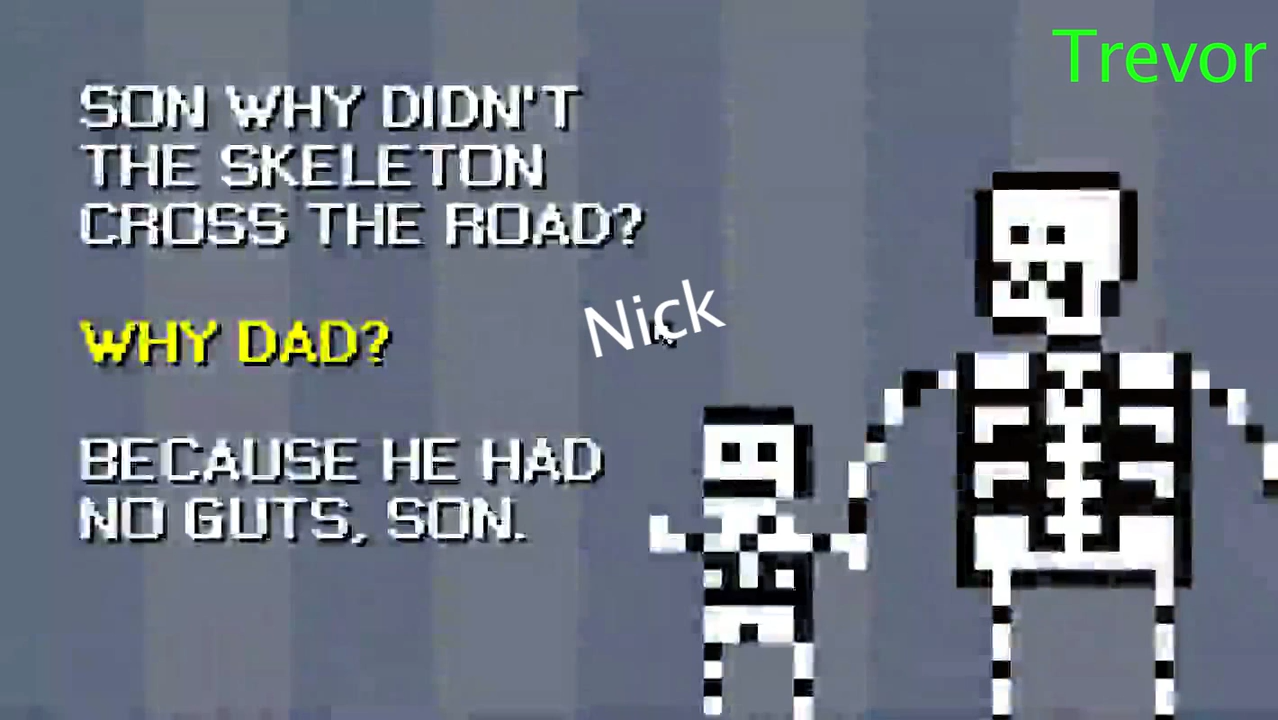 Trevor
SON WHY DIDN'T
THE SKELETON
CROSS THE ROAD?
Nick
WHY DAD?
BECAUSE HE HAD
NO GUTS, SON.